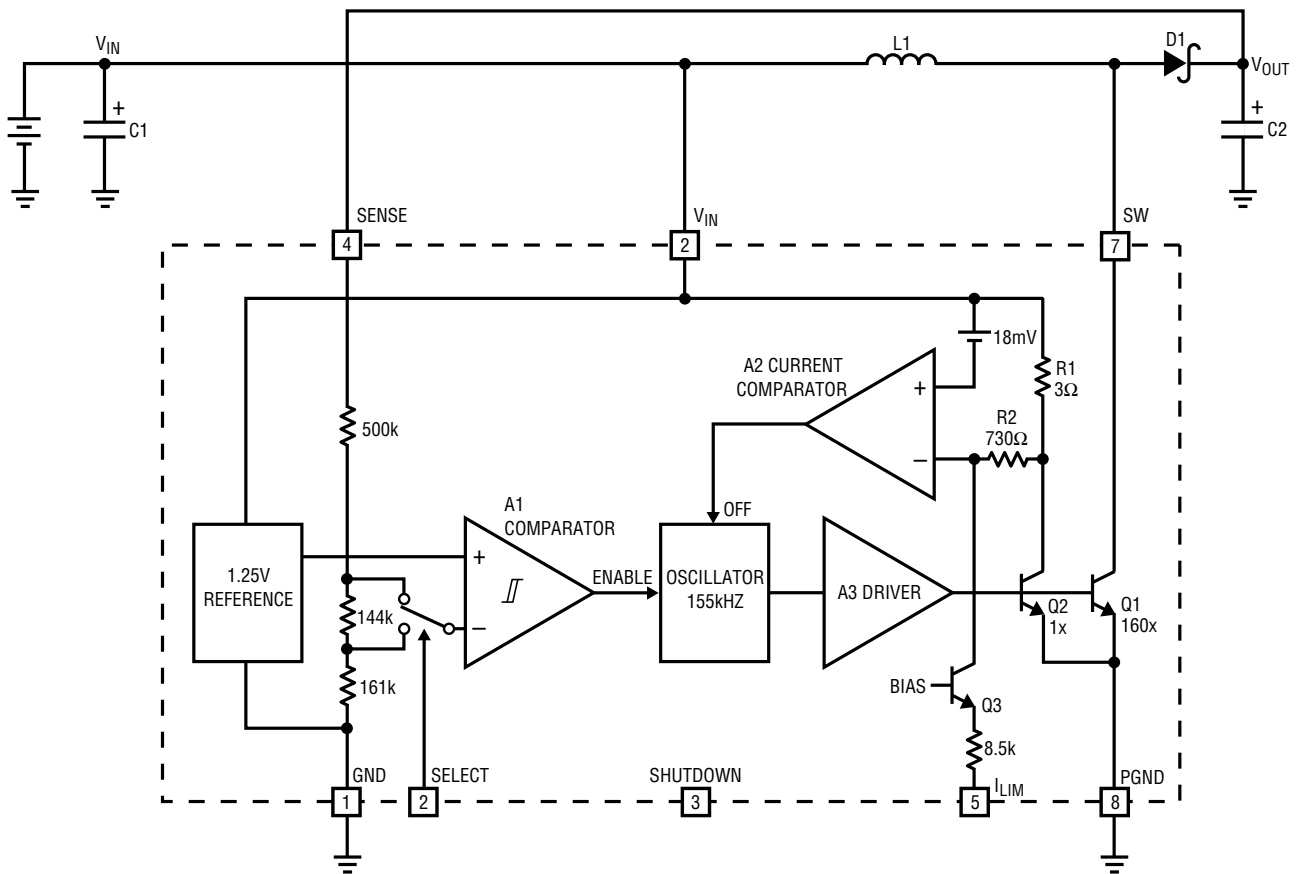 VIN
L1
D1
VOUT
+
C1
+
C2
SENSE
VIN
SW
4
2
7
18mV
A2 CURRENT
COMPARATOR
+
R1
3Ω
R2
730Ω
500k
−
A1
COMPARATOR
OFF
1.25V
REFERENCE
+
ENABLE
OSCILLATOR
155kHZ
A3 DRIVER
144k
−
Q2
1x
Q1
160x
161k
BIAS
Q3
8.5k
GND
SELECT
SHUTDOWN
ILIM
PGND
1
2
3
5
8